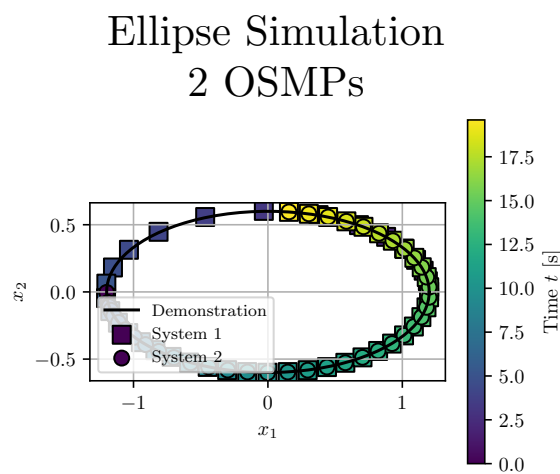 Ellipse Simulation
2 OSMPs
0.5
0.0
−0.5
x2
−1
0
1
x1
Demonstration
System 1
System 2
17.5
15.0
12.5
10.0
7.5
5.0
2.5
0.0
Time t [s]